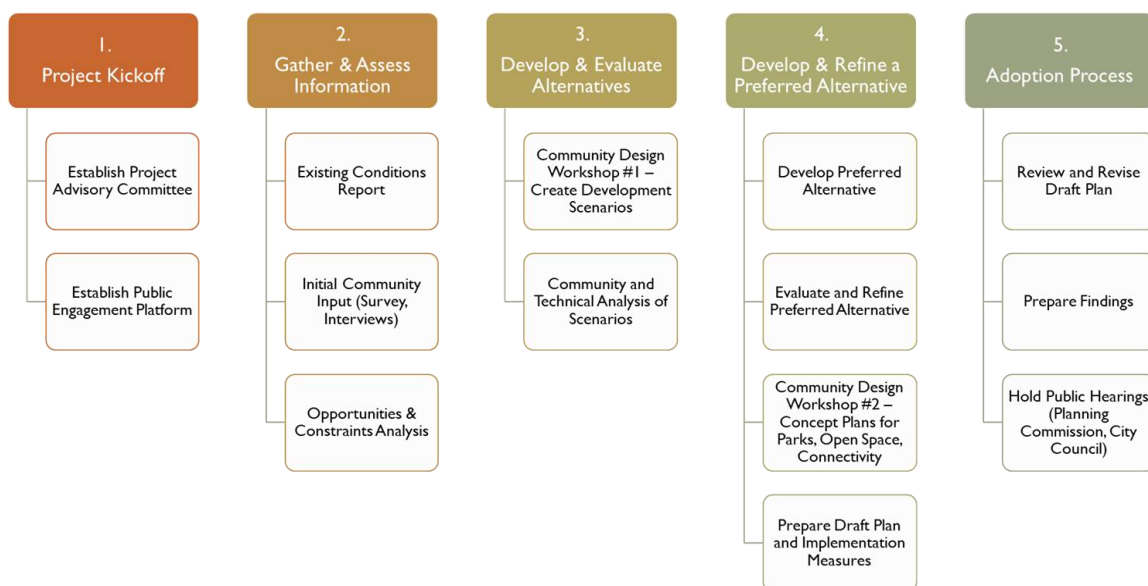 1.
Project Kickoff
Establish Project
Advisory Committee
Establish Public
Engagement Platform
2.
Gather & Assess
Information
Existing Conditions
Report
Initial Community
Input (Survey,
Interviews)
Opportunities &
Constraints Analysis
3.
Develop & Evaluate
Alternatives
Community Design
Workshop #1 –
Create Development
Scenarios
Community and
Technical Analysis of
Scenarios
4.
Develop & Refine a
Preferred Alternative
Develop Preferred
Alternative
Evaluate and Refine
Preferred Alternative
Community Design
Workshop #2 –
Concept Plans for
Parks, Open Space,
Connectivity
Prepare Draft Plan
and Implementation
Measures
5.
Adoption Process
Review and Revise
Draft Plan
Prepare Findings
Hold Public Hearings
(Planning
Commission, City
Council)